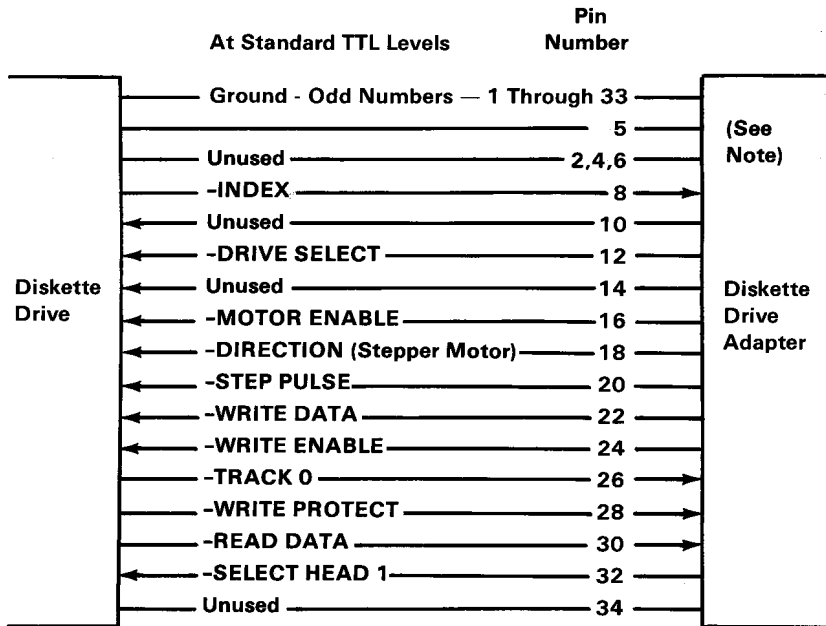 At Standard TTL Levels
Pin
Number
Ground - Odd Numbers — 1 Through 33
5
(See
Note)
Unused 2,4,6
-INDEX 8
Unused 10
-DRIVE SELECT 12
Diskette
Drive
Unused 14
Diskette
Drive
Adapter
-MOTOR ENABLE 16
-DIRECTION (Stepper Motor) 18
-STEP PULSE 20
-WRITE DATA 22
-WRITE ENABLE 24
-TRACK 0 26
-WRITE PROTECT 28
-READ DATA 30
-SELECT HEAD 1 32
Unused 34